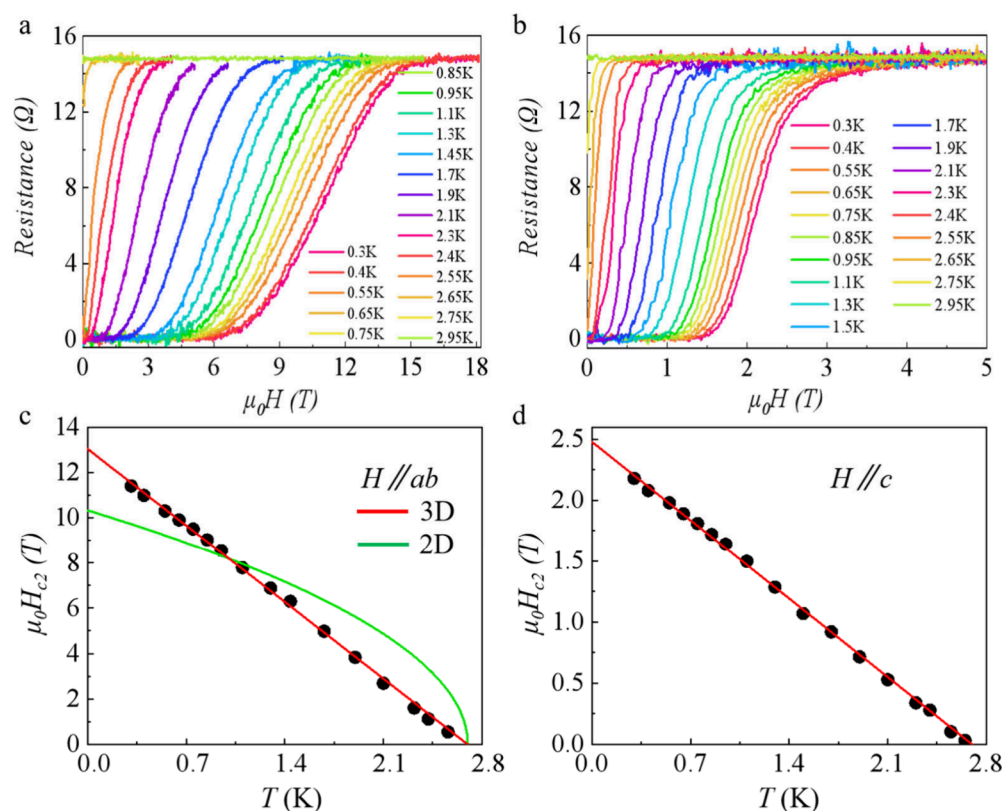 a
16
12
8
4
0
Resistance (Ω)
0 3 6 9 12 15 18
μ₀H (T)
0.3K
0.4K
0.55K
0.65K
0.75K
0.85K
0.95K
1.1K
1.3K
1.45K
1.7K
1.9K
2.1K
2.3K
2.4K
2.55K
2.65K
2.75K
2.95K
b
16
12
8
4
0
Resistance (Ω)
0 1 2 3 4 5
μ₀H (T)
0.3K
0.4K
0.55K
0.65K
0.75K
0.85K
0.95K
1.1K
1.3K
1.5K
1.7K
1.9K
2.1K
2.3K
2.4K
2.55K
2.65K
2.75K
2.95K
c
14
12
10
8
6
4
2
0
μ₀Hc2 (T)
H∥ab
3D
2D
0.0 0.7 1.4 2.1 2.8
T (K)
d
2.5
2.0
1.5
1.0
0.5
0.0
μ₀Hc2 (T)
H∥c
0.0 0.7 1.4 2.1 2.8
T (K)